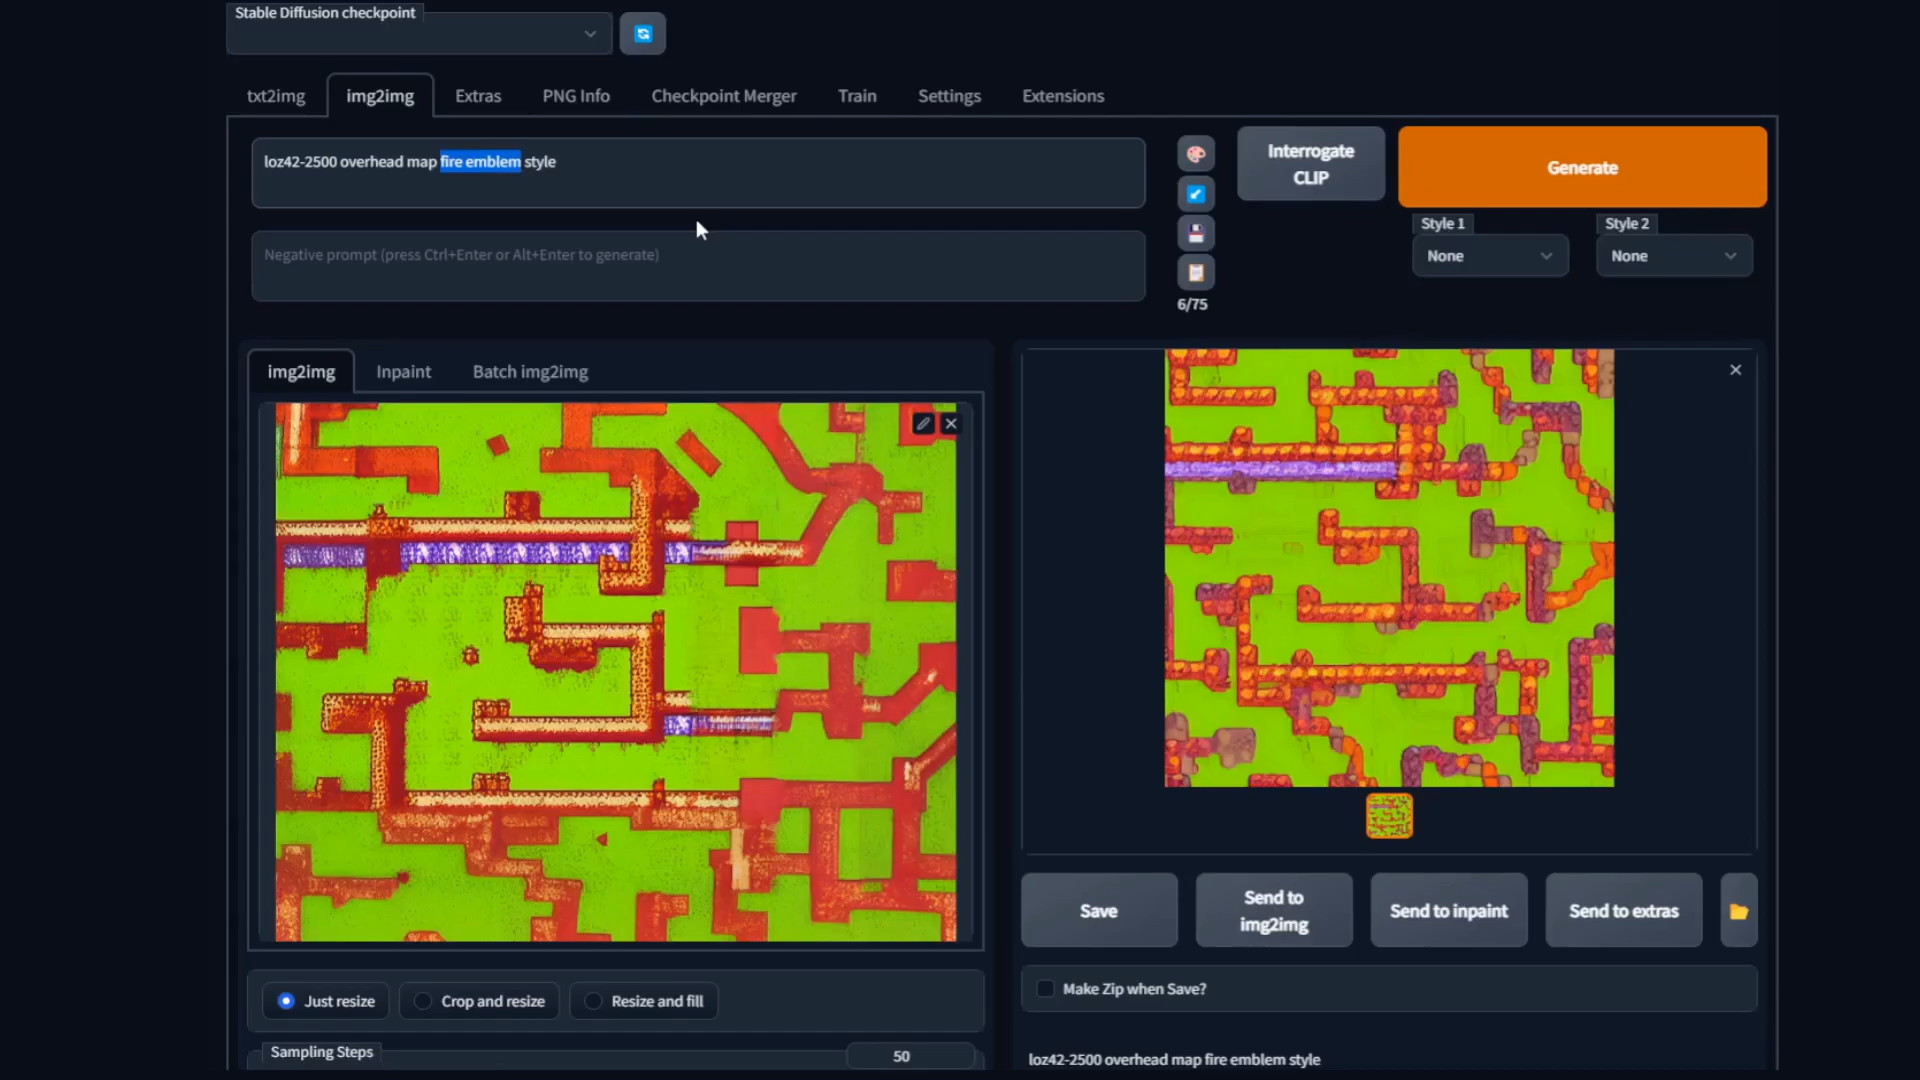 Stable Diffusion checkpoint
txt2img
img2img
Extras
PNG Info
Checkpoint Merger
Train
Settings
Extensions
loz42-2500 overhead map fire emblem style
Interrogate
CLIP
Generate
Style 1
Style 2
None
None
Negative prompt (press Ctrl+Enter or Alt+Enter to generate)
6/75
img2img
Inpaint
Batch img2img
Save
Send to
img2img
Send to inpaint
Send to extras
Just resize
Crop and resize
Resize and fill
Make Zip when Save?
Sampling Steps
50
loz42-2500 overhead map fire emblem style